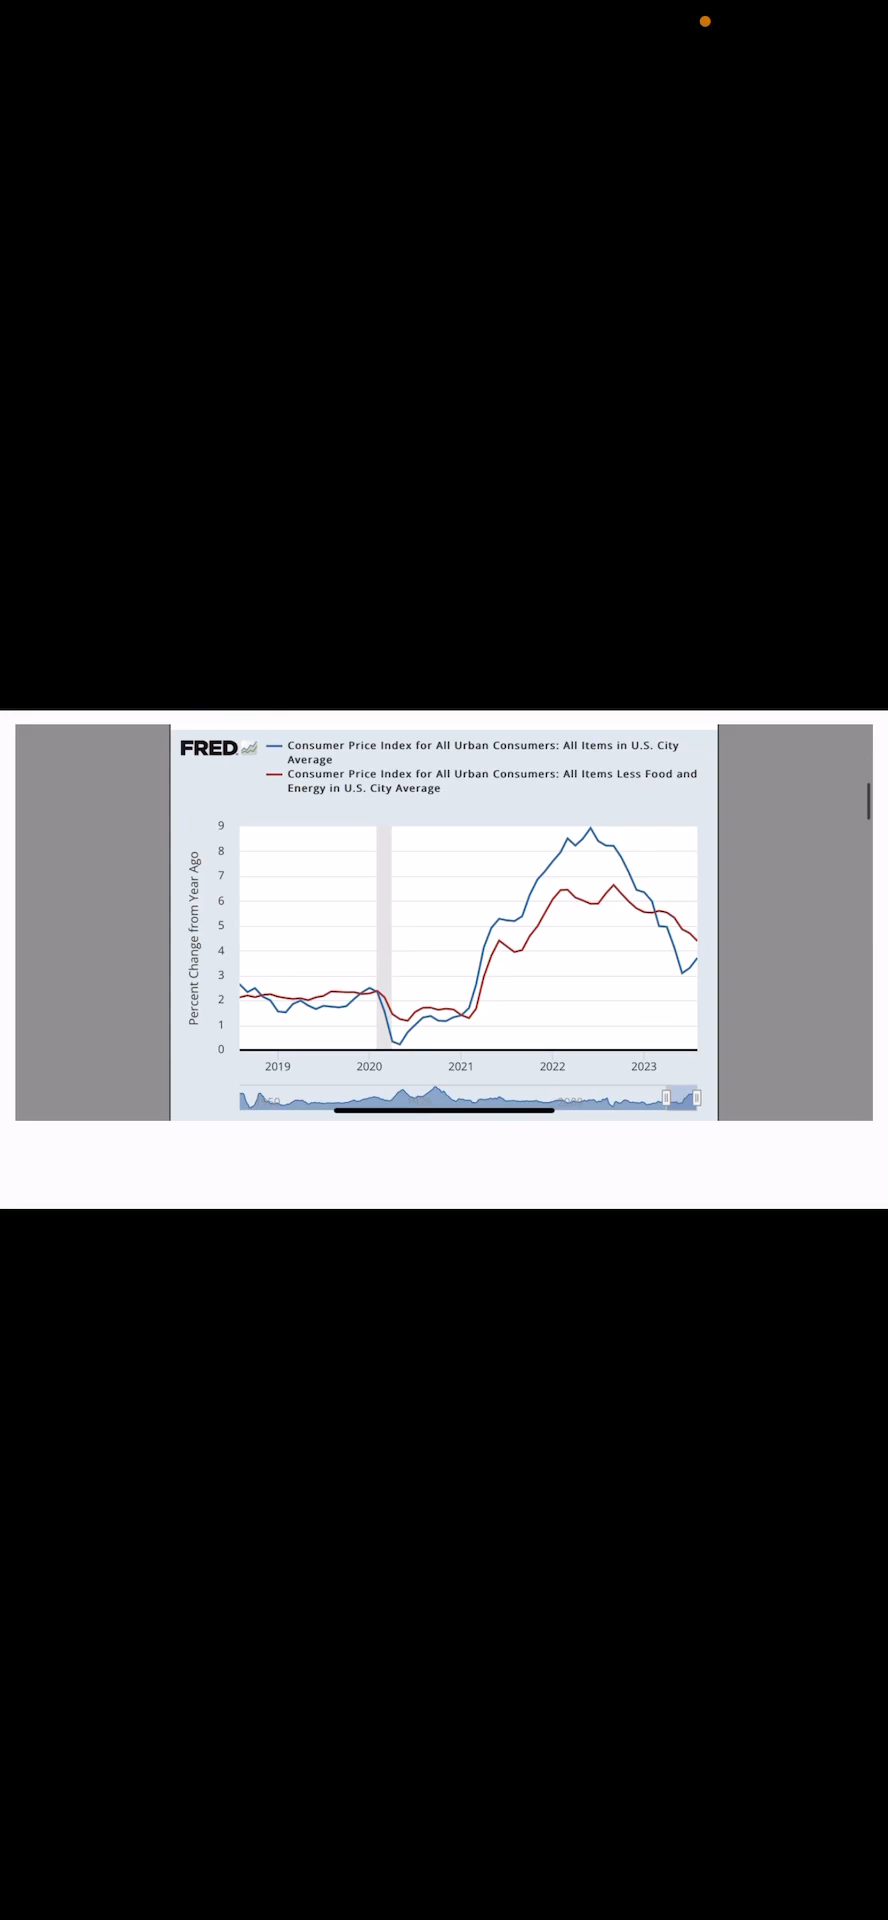 FRED
Consumer Price Index for All Urban Consumers: All Items in U.S. City
Average
Consumer Price Index for All Urban Consumers: All Items Less Food and
Energy in U.S. City Average
Percent Change from Year Ago
9
8
7
6
5
4
3
2
1
0
2019 2020 2021 2022 2023